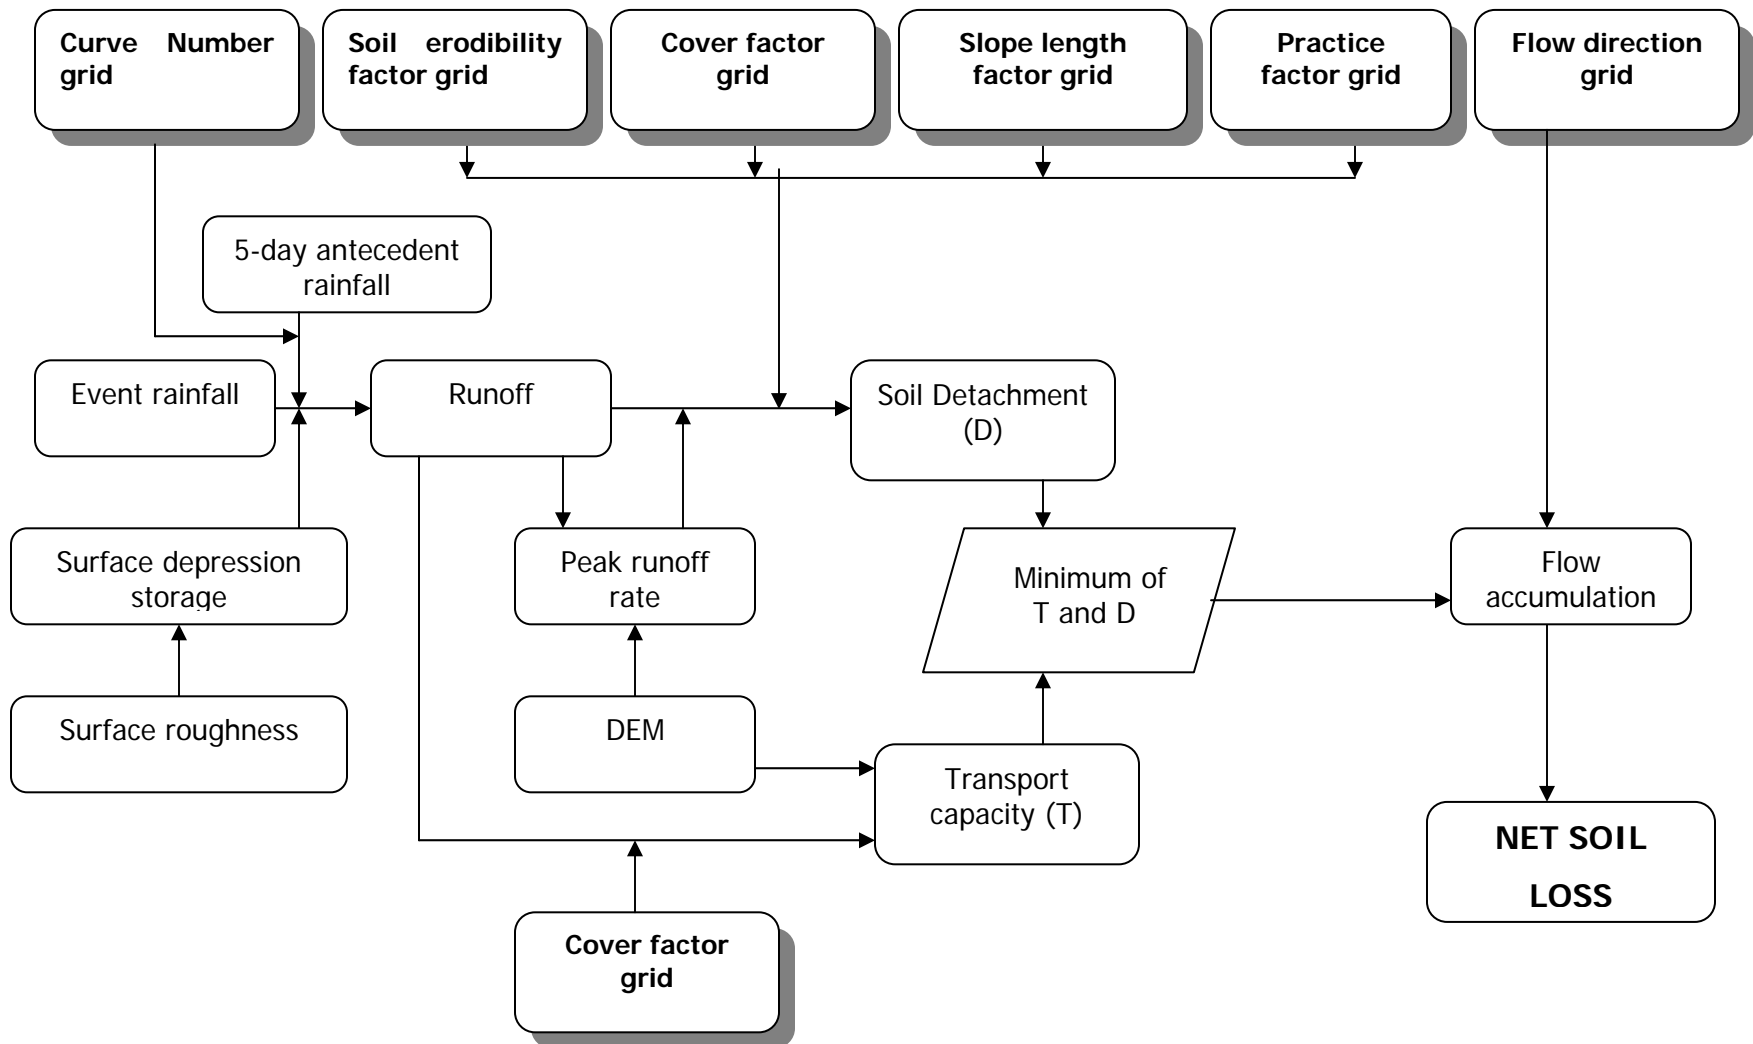 Curve Number
grid
Soil erodibility
factor grid
Cover factor
grid
Slope length
factor grid
Practice
factor grid
Flow direction
grid
5-day antecedent
rainfall
Event rainfall
Runoff
Soil Detachment
(D)
Surface depression
storage
Peak runoff
rate
Minimum of
T and D
Flow
accumulation
Surface roughness
DEM
Transport
capacity (T)
NET SOIL
LOSS
Cover factor
grid